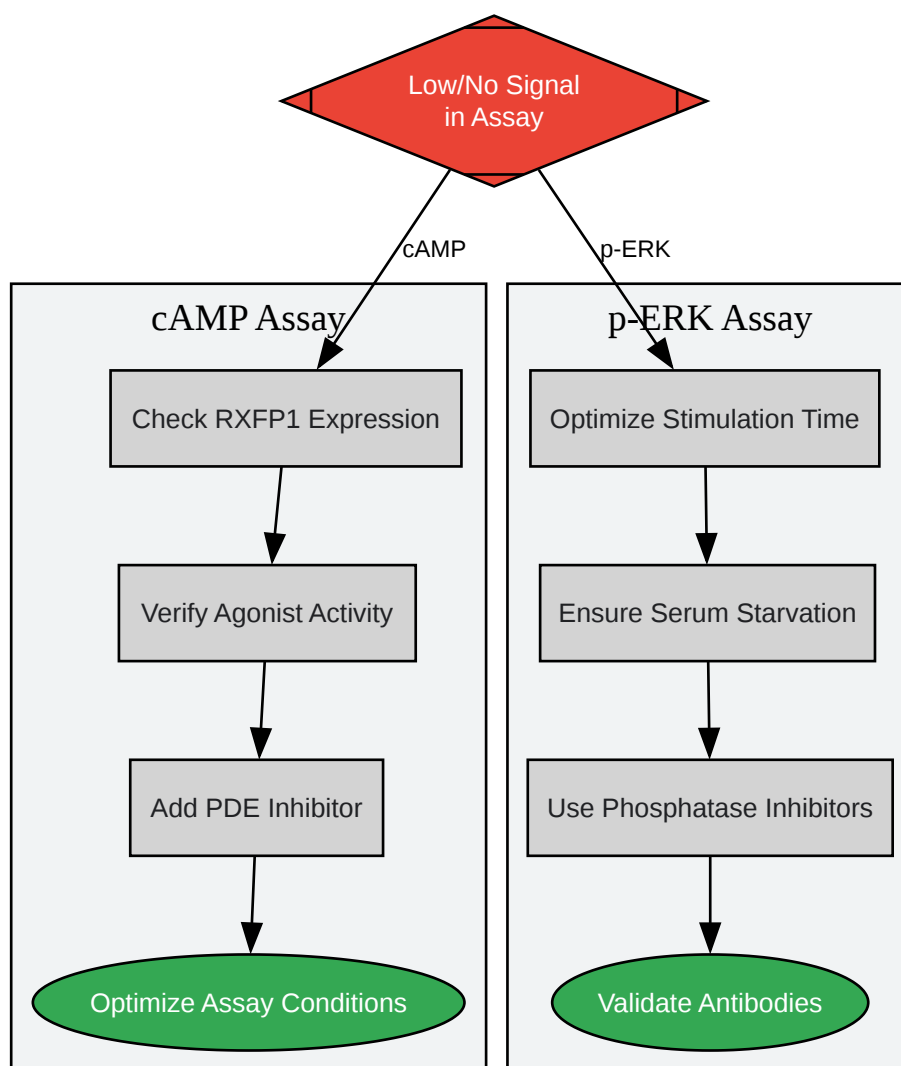 Low/No Signal
in Assay
cAMP
p-ERK
cAMP Assay
p-ERK Assay
Check RXFP1 Expression
Optimize Stimulation Time
Verify Agonist Activity
Ensure Serum Starvation
Add PDE Inhibitor
Use Phosphatase Inhibitors
Optimize Assay Conditions
Validate Antibodies